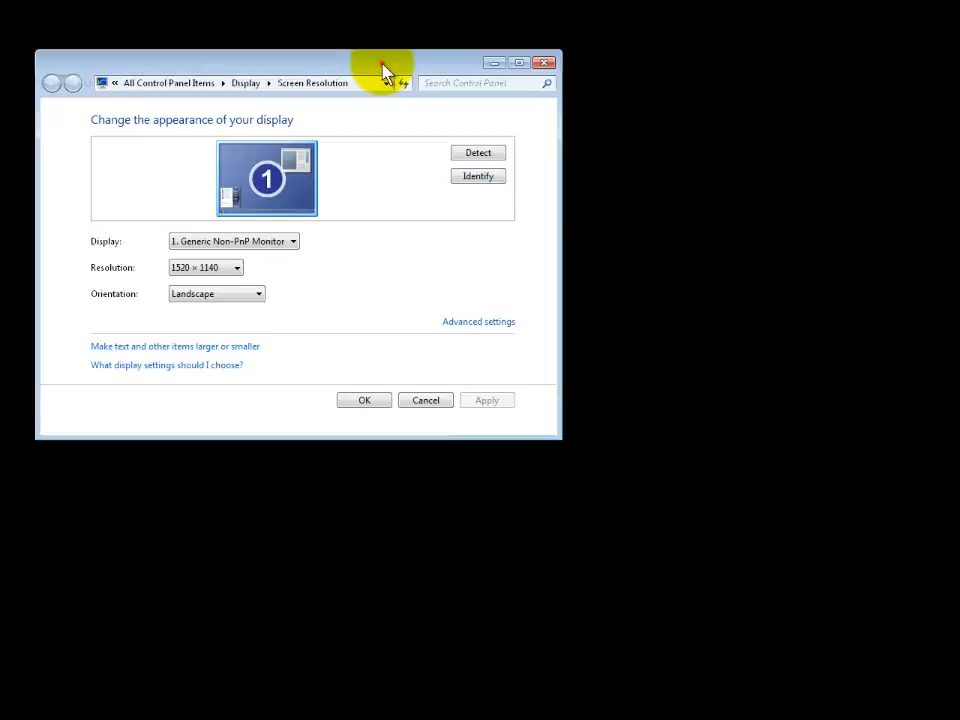 « All Control Panel Items Display Screen Resolution Search Control Panel
Change the appearance of your display
1
Detect
Identify
Display: 1. Generic Non-PnP Monitor
Resolution: 1520 × 1140
Orientation: Landscape
Advanced settings
Make text and other items larger or smaller
What display settings should I choose?
OK Cancel Apply